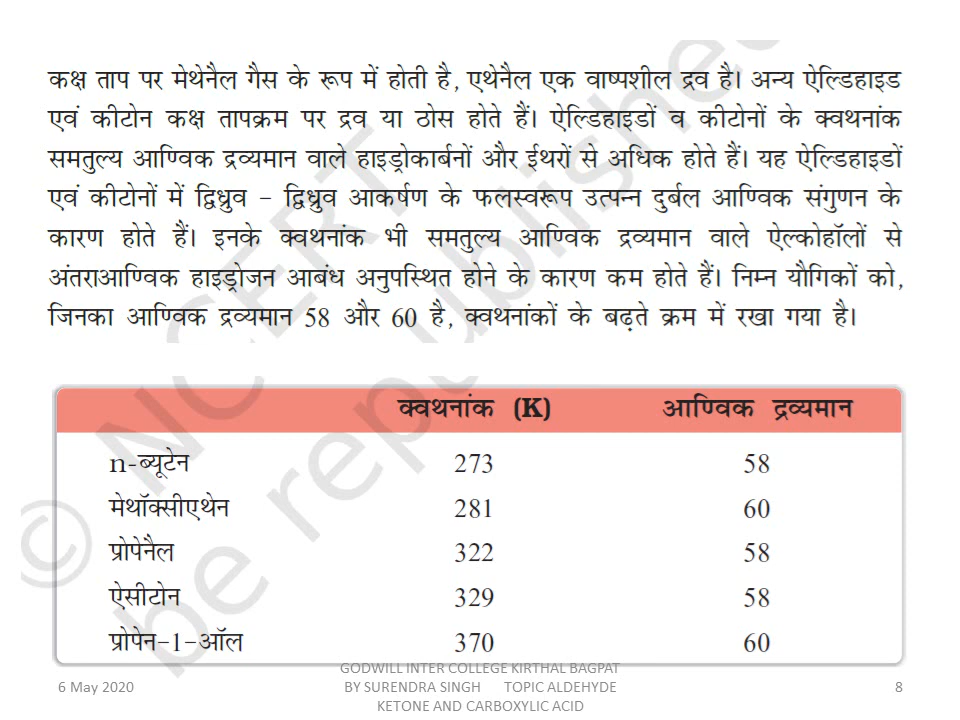 कक्ष ताप पर मेथेनैल गैस के रूप में होती है, एथेनैल एक वाष्पशील द्रव है। अन्य ऐल्डिहाइड
एवं कीटोन कक्ष तापक्रम पर द्रव या ठोस होते हैं। ऐल्डिहाइडों व कीटोनों के क्वथनांक
समतुल्य आण्विक द्रव्यमान वाले हाइड्रोकार्बनों और ईथरों से अधिक होते हैं। यह ऐल्डिहाइडों
एवं कीटोनों में द्विध्रुव – द्विध्रुव आकर्षण के फलस्वरूप उत्पन्न दुर्बल आण्विक संगुणन के
कारण होते हैं। इनके क्वथनांक भी समतुल्य आण्विक द्रव्यमान वाले ऐल्कोहॉलों से
अंतराआण्विक हाइड्रोजन आबंध अनुपस्थित होने के कारण कम होते हैं। निम्न यौगिकों को,
जिनका आण्विक द्रव्यमान 58 और 60 है, क्वथनांकों के बढ़ते क्रम में रखा गया है।
क्वथनांक (K) आण्विक द्रव्यमान
n-ब्यूटेन 273 58
मेथॉक्सीएथेन 281 60
प्रोपेनैल 322 58
ऐसीटोन 329 58
प्रोपेन-1-ऑल 370 60
© NCERT
be republished
GODWILL INTER COLLEGE KIRTHAL BAGPAT
6 May 2020 BY SURENDRA SINGH TOPIC ALDEHYDE 8
KETONE AND CARBOXYLIC ACID